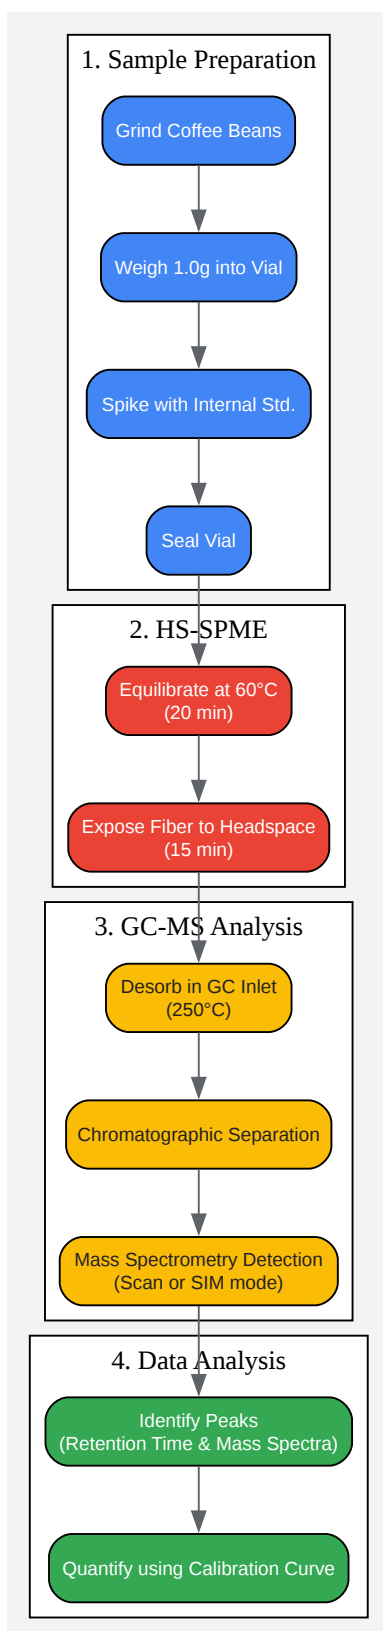 1. Sample Preparation
Grind Coffee Beans
Weigh 1.0g into Vial
Spike with Internal Std.
Seal Vial
2. HS-SPME
Equilibrate at 60°C
(20 min)
Expose Fiber to Headspace
(15 min)
3. GC-MS Analysis
Desorb in GC Inlet
(250°C)
Chromatographic Separation
Mass Spectrometry Detection
(Scan or SIM mode)
4. Data Analysis
Identify Peaks
(Retention Time & Mass Spectra)
Quantify using Calibration Curve